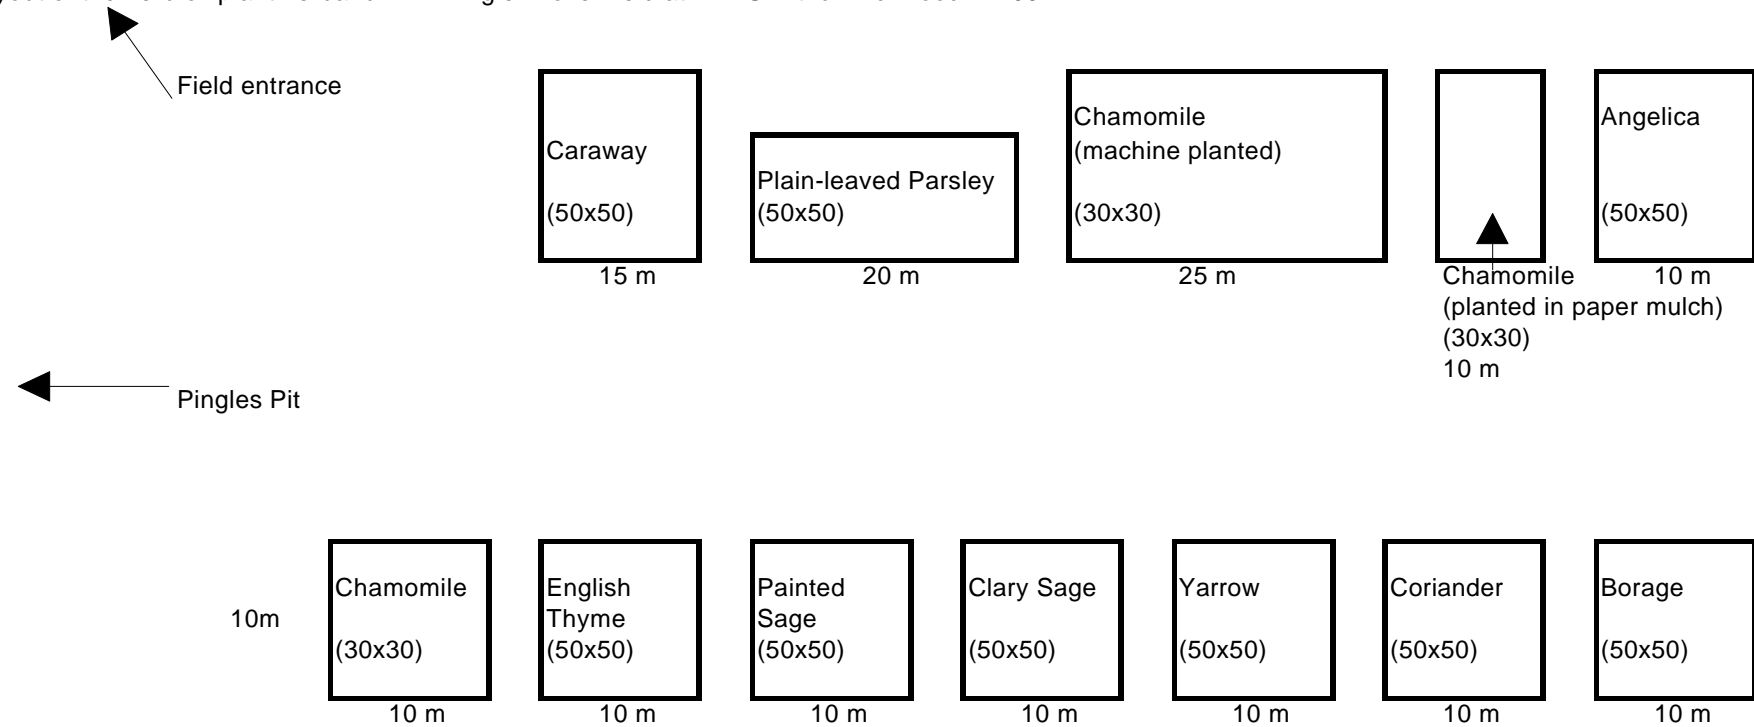 Field entrance
Caraway
(50x50)
15 m
Plain-leaved Parsley
(50x50)
20 m
Chamomile
(machine planted)
(30x30)
25 m
Chamomile
(planted in paper mulch)
(30x30)
10 m
Angelica
(50x50)
10 m
Pingles Pit
10m
Chamomile
(30x30)
10 m
English
Thyme
(50x50)
10 m
Painted
Sage
(50x50)
10 m
Clary Sage
(50x50)
10 m
Yarrow
(50x50)
10 m
Coriander
(50x50)
10 m
Borage
(50x50)
10 m